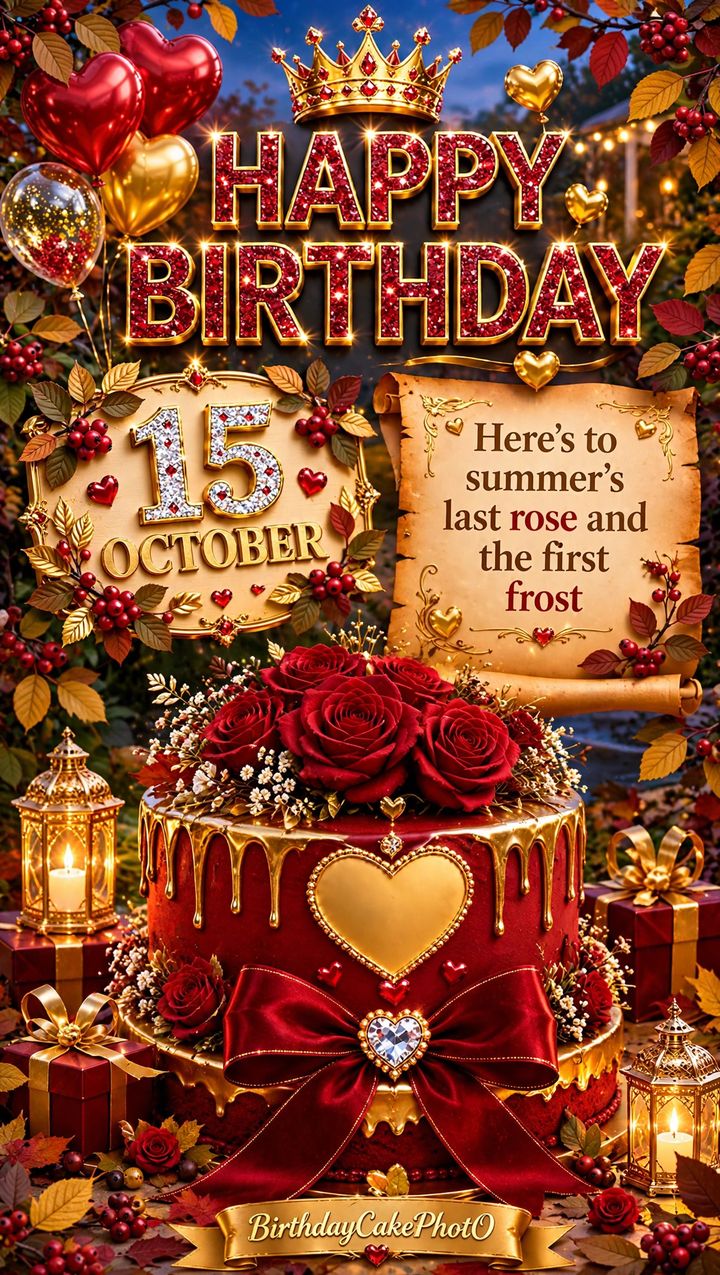 HAPPY
BIRTHDAY
15
OCTOBER
Here's to
summer's
last rose and
the first
frost
BirthdayCakePhotO